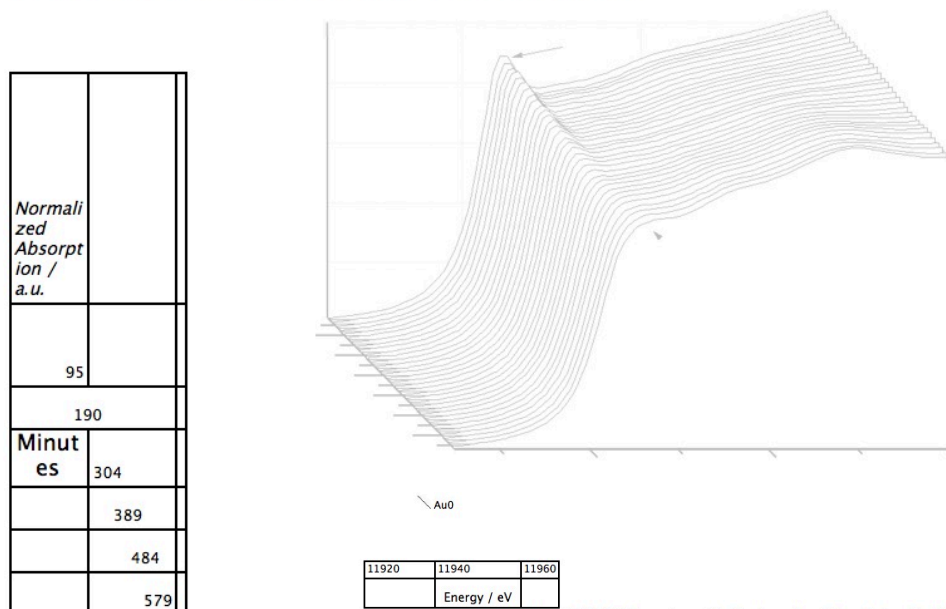 Normali
zed
Absorpt
ion /
a.u.
95
190
Minut
es
304
389
484
579
Au0
11920 11940 11960
Energy / eV